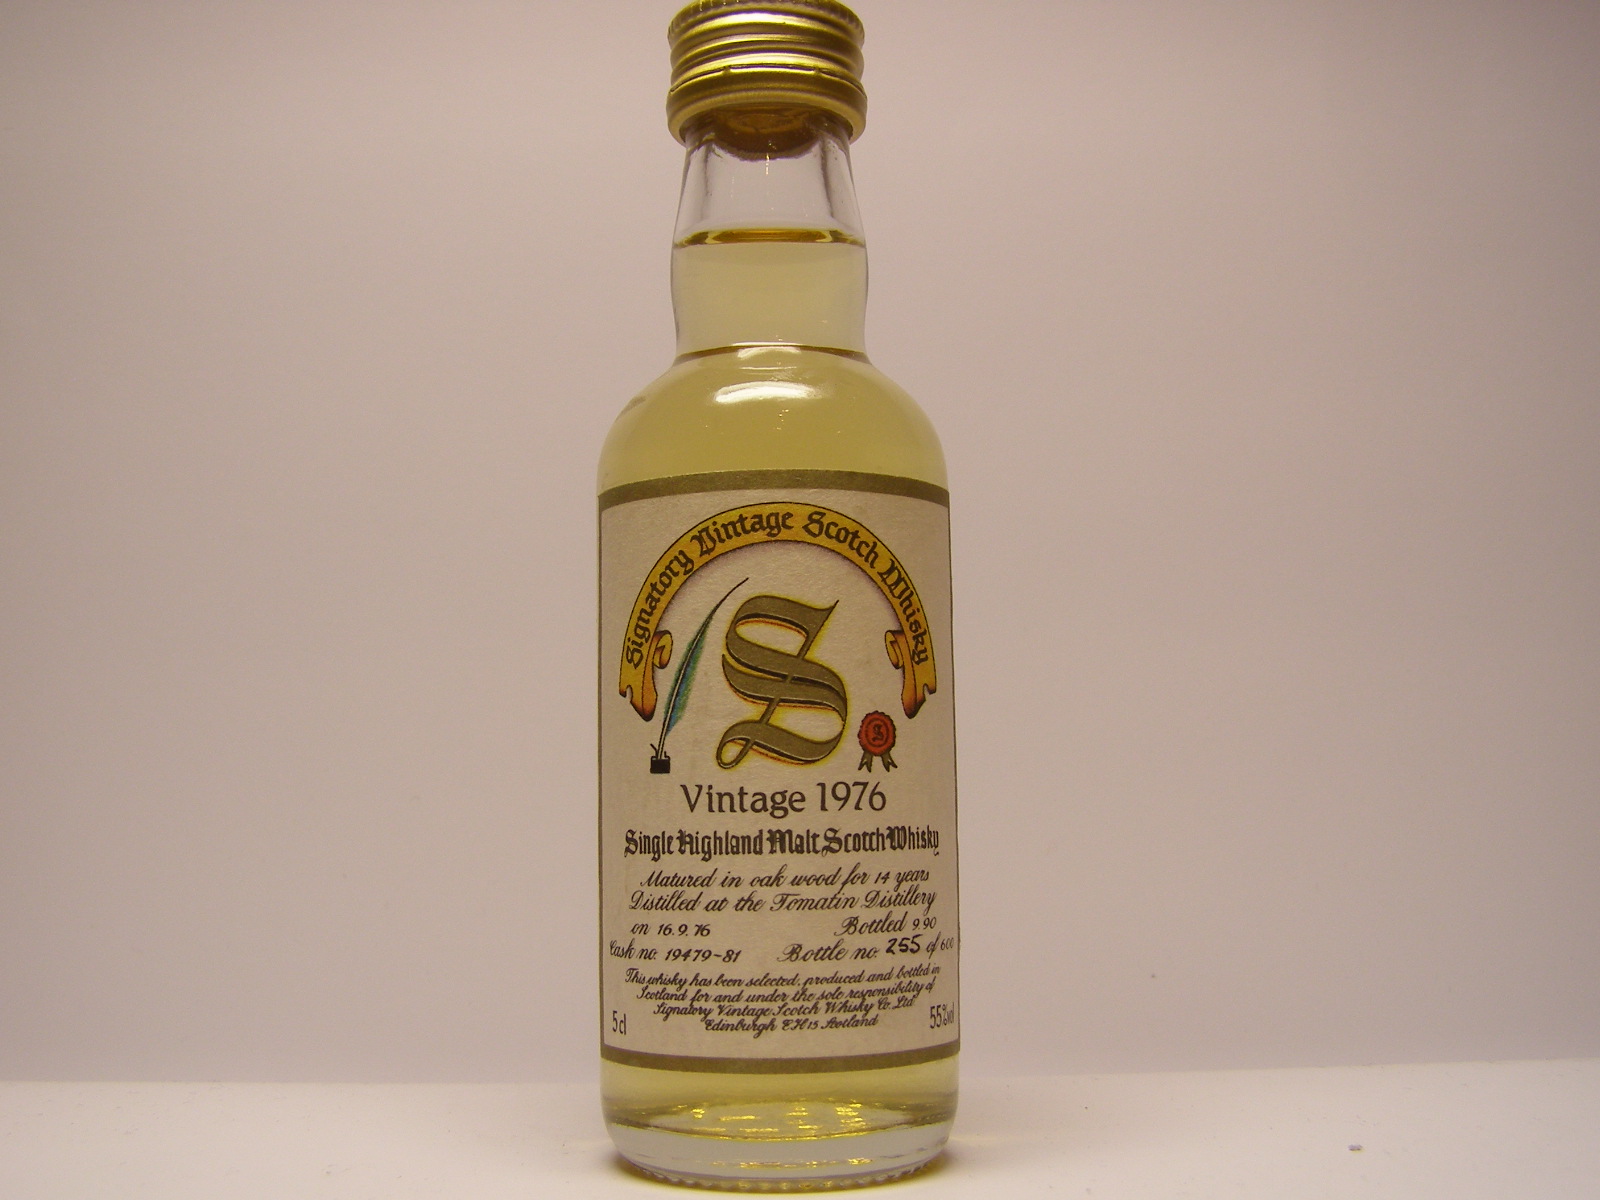 Signatory Vintage Scotch Whisky
S
S
Vintage 1976
Single Highland Malt Scotch Whisky
Matured in oak wood for 14 years
Distilled at the Tomatin Distillery
on 16.9.76 Bottled 9.90
Cask no. 19479-81 Bottle no. 255 of 600
This whisky has been selected, produced and bottled in
Scotland for and under the sole responsibility of
Signatory Vintage Scotch Whisky Co. Ltd
Edinburgh EH15 Scotland
5cl 55%vol